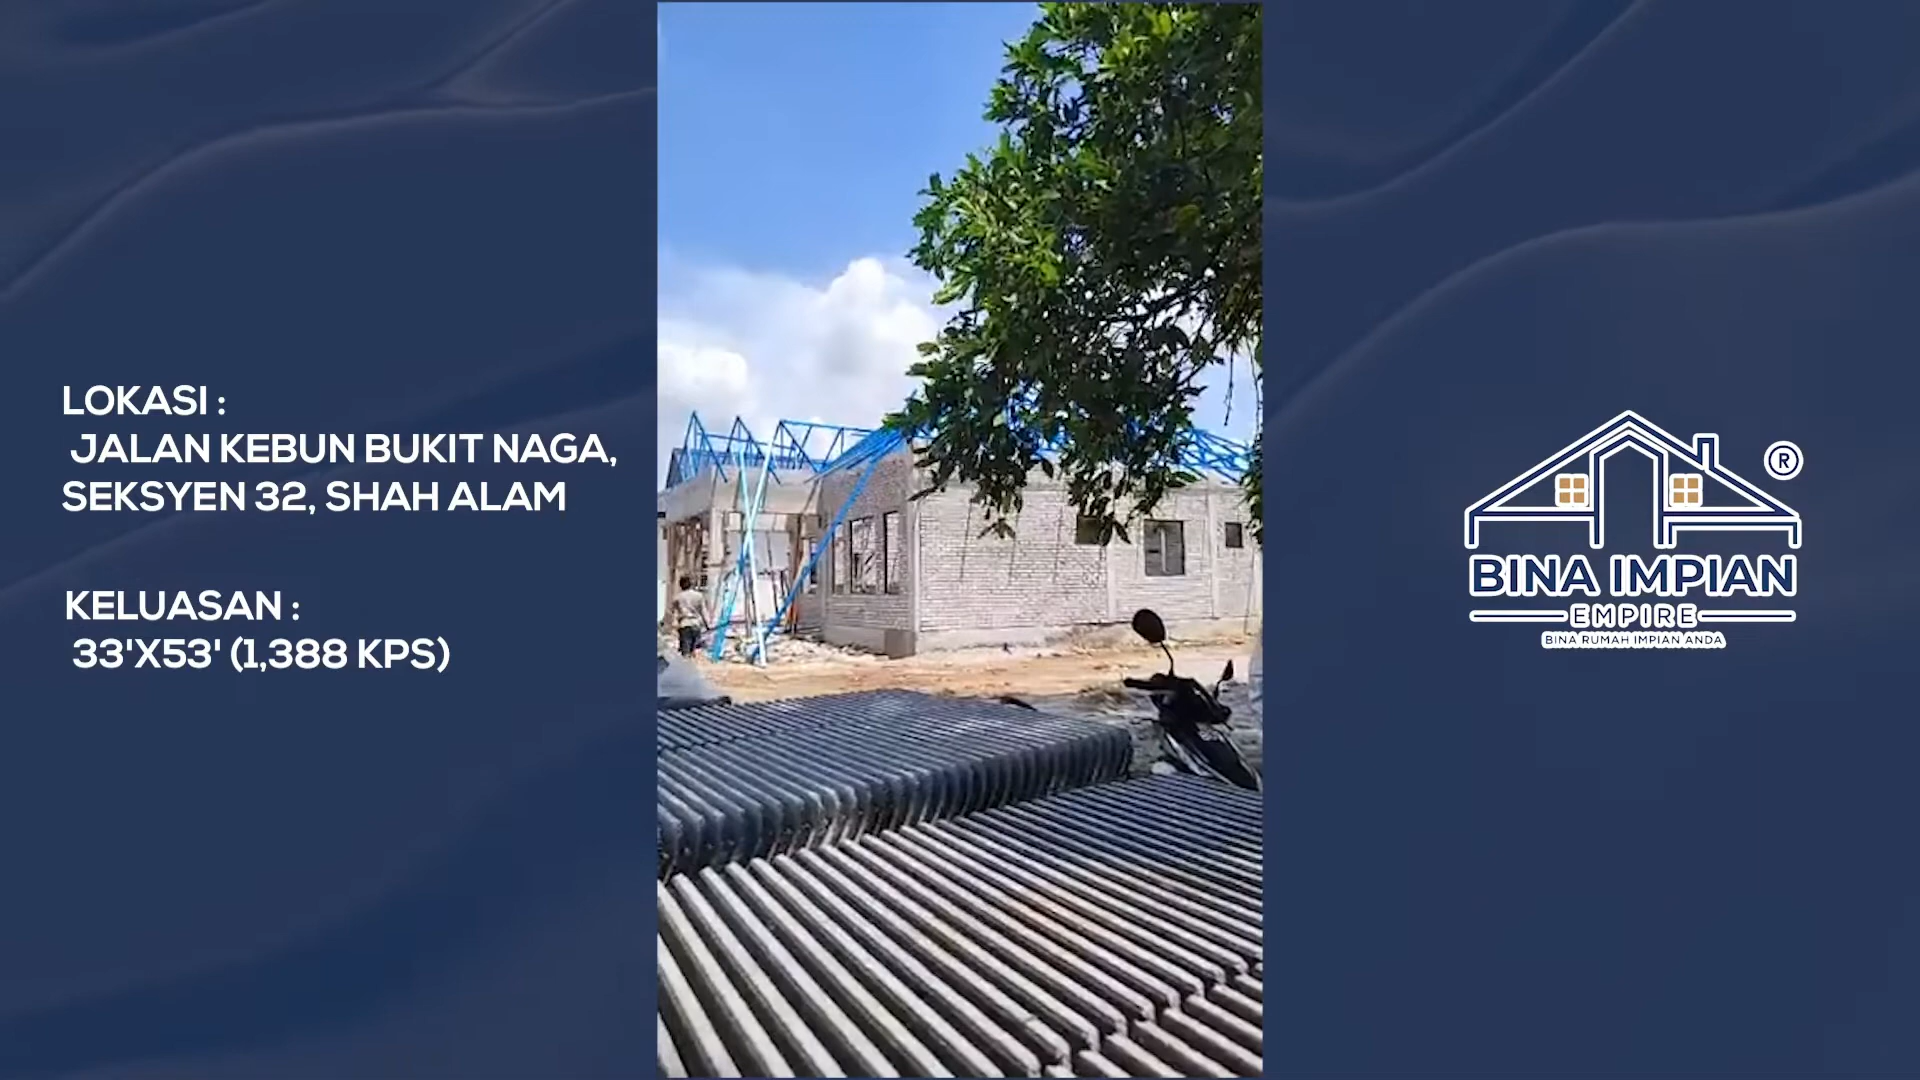 LOKASI :
JALAN KEBUN BUKIT NAGA,
SEKSYEN 32, SHAH ALAM
KELUASAN :
33'X53' (1,388 KPS)
®
BINA IMPIAN
EMPIRE
BINA RUMAH IMPIAN ANDA